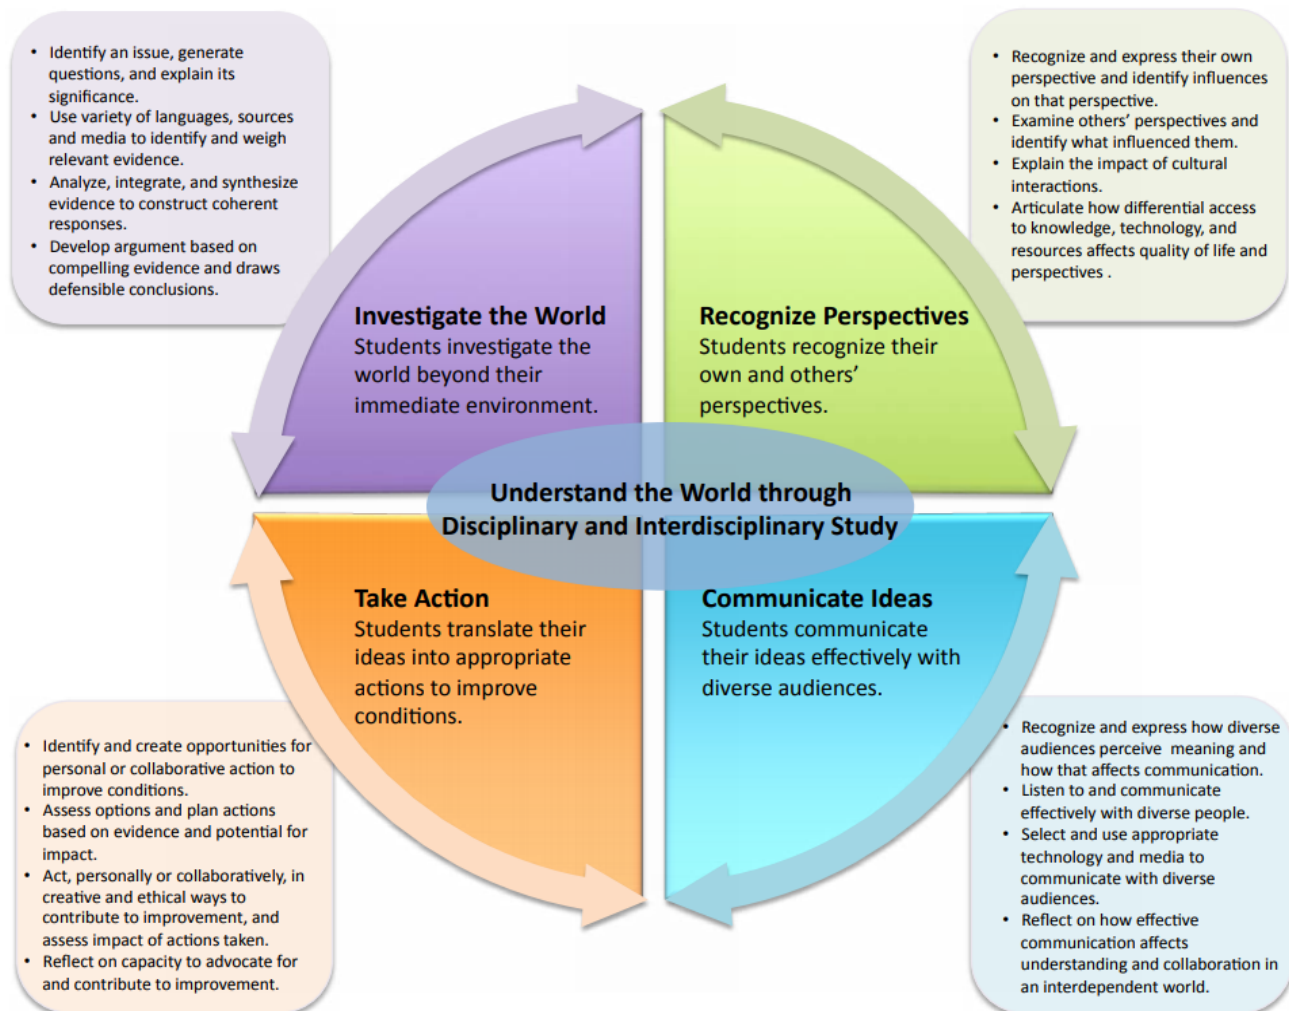 • Identify an issue, generate
questions, and explain its
significance.
• Use variety of languages, sources
and media to identify and weigh
relevant evidence.
• Analyze, integrate, and synthesize
evidence to construct coherent
responses.
• Develop argument based on
compelling evidence and draws
defensible conclusions.
• Recognize and express their own
perspective and identify influences
on that perspective.
• Examine others’ perspectives and
identify what influenced them.
• Explain the impact of cultural
interactions.
• Articulate how differential access
to knowledge, technology, and
resources affects quality of life and
perspectives .
Investigate the World
Students investigate the
world beyond their
immediate environment.
Recognize Perspectives
Students recognize their
own and others’
perspectives.
Understand the World through
Disciplinary and Interdisciplinary Study
Take Action
Students translate their
ideas into appropriate
actions to improve
conditions.
Communicate Ideas
Students communicate
their ideas effectively with
diverse audiences.
• Identify and create opportunities for
personal or collaborative action to
improve conditions.
• Assess options and plan actions
based on evidence and potential for
impact.
• Act, personally or collaboratively, in
creative and ethical ways to
contribute to improvement, and
assess impact of actions taken.
• Reflect on capacity to advocate for
and contribute to improvement.
• Recognize and express how diverse
audiences perceive meaning and
how that affects communication.
• Listen to and communicate
effectively with diverse people.
• Select and use appropriate
technology and media to
communicate with diverse
audiences.
• Reflect on how effective
communication affects
understanding and collaboration in
an interdependent world.